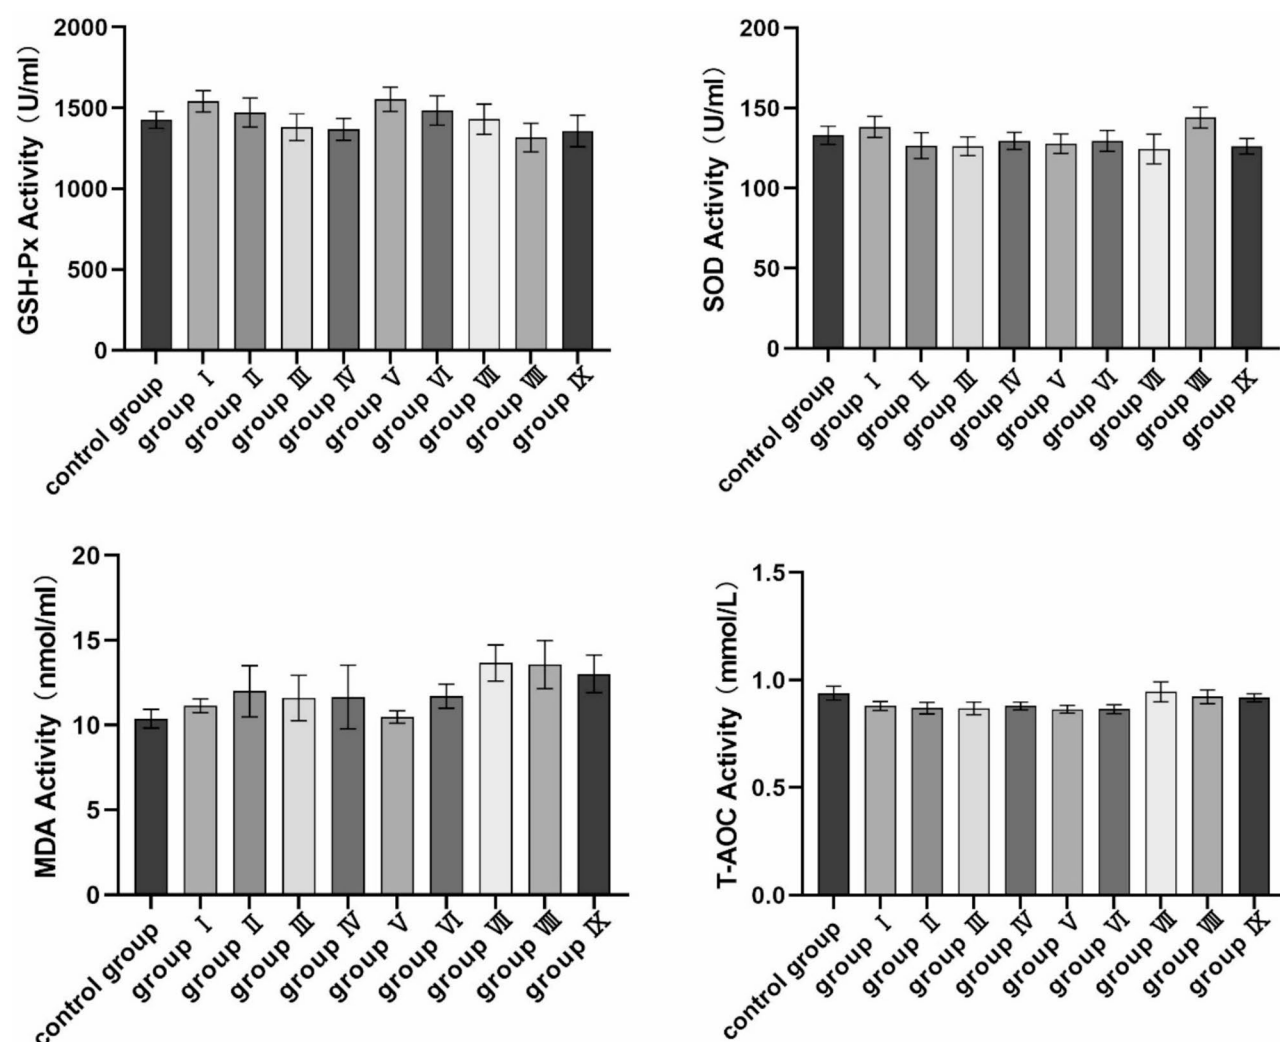 GSH-Px Activity（U/ml）
2000
1500
1000
500
0
control group
group Ⅰ
group Ⅱ
group Ⅲ
group Ⅳ
group Ⅴ
group Ⅵ
group Ⅶ
group Ⅷ
group Ⅸ
SOD Activity（U/ml）
200
150
100
50
0
control group
group Ⅰ
group Ⅱ
group Ⅲ
group Ⅳ
group Ⅴ
group Ⅵ
group Ⅶ
group Ⅷ
group Ⅸ
MDA Activity（nmol/ml）
20
15
10
5
0
control group
group Ⅰ
group Ⅱ
group Ⅲ
group Ⅳ
group Ⅴ
group Ⅵ
group Ⅶ
group Ⅷ
group Ⅸ
T-AOC Activity（mmol/L）
1.5
1.0
0.5
0.0
control group
group Ⅰ
group Ⅱ
group Ⅲ
group Ⅳ
group Ⅴ
group Ⅵ
group Ⅶ
group Ⅷ
group Ⅸ